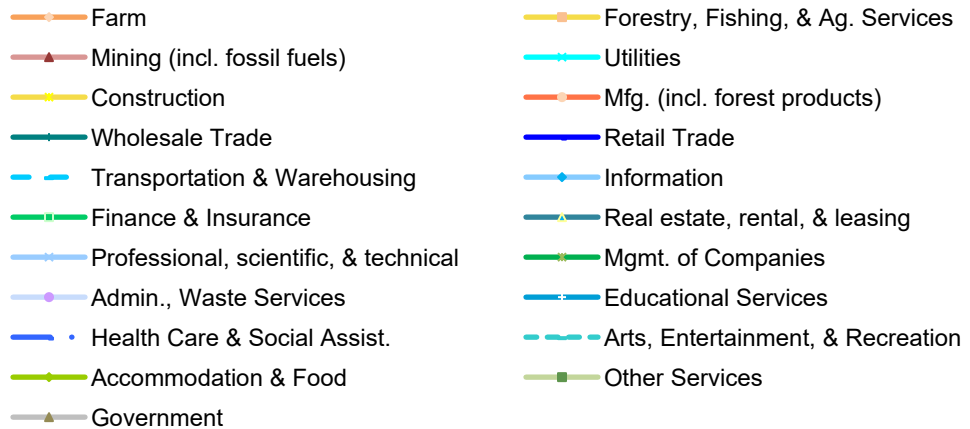 Farm
Forestry, Fishing, & Ag. Services
Mining (incl. fossil fuels)
Utilities
Construction
Mfg. (incl. forest products)
Wholesale Trade
Retail Trade
Transportation & Warehousing
Information
Finance & Insurance
Real estate, rental, & leasing
Professional, scientific, & technical
Mgmt. of Companies
Admin., Waste Services
Educational Services
Health Care & Social Assist.
Arts, Entertainment, & Recreation
Accommodation & Food
Other Services
Government